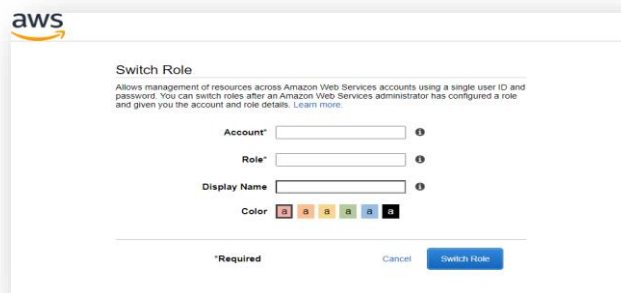 aws
Switch Role
Allows management of resources across Amazon Web Services accounts using a single user ID and
password. You can switch roles after an Amazon Web Services administrator has configured a role
and given you the account and role details. Learn more.
Account*
Role*
Display Name
Color a a a a a a
*Required Cancel Switch Role